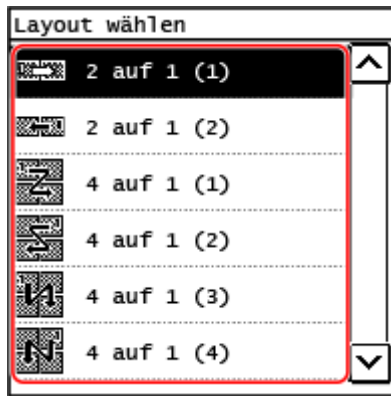 Layout wählen
2 auf 1 (1)
2 auf 1 (2)
4 auf 1 (1)
4 auf 1 (2)
4 auf 1 (3)
4 auf 1 (4)